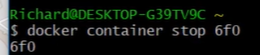 Richard@DESKTOP-G39TV9C ~
$ docker container stop 6f0
6f0